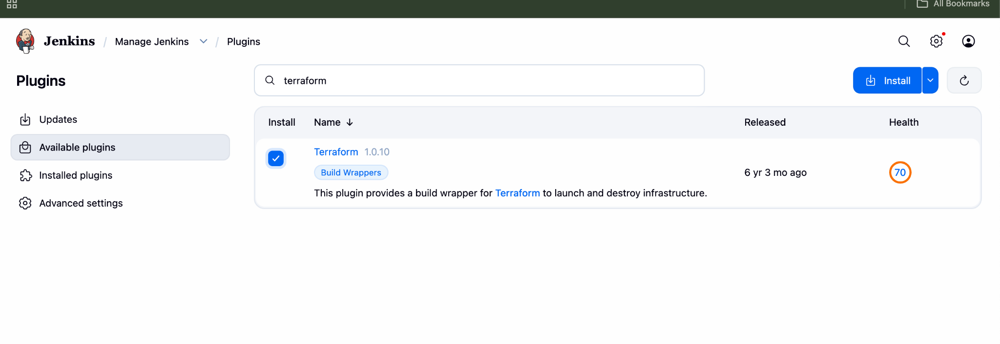 All Bookmarks
Jenkins / Manage Jenkins / Plugins
Plugins
terraform
Install
Updates
Available plugins
Installed plugins
Advanced settings
Install Name Released Health
Terraform 1.0.10
Build Wrappers
6 yr 3 mo ago
70
This plugin provides a build wrapper for Terraform to launch and destroy infrastructure.